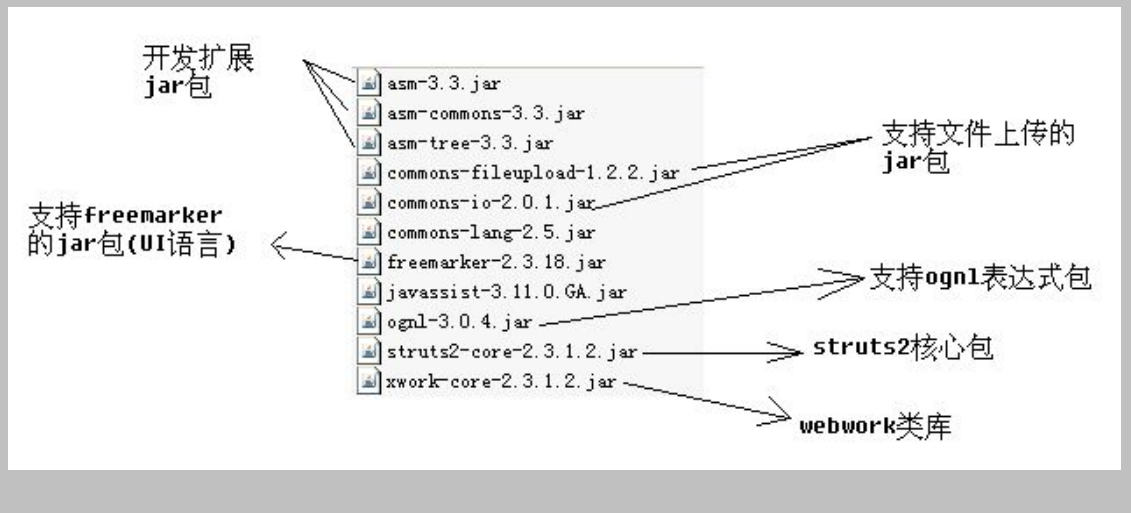 开发扩展
jar包
asm-3.3.jar
asm-commons-3.3.jar
asm-tree-3.3.jar
commons-fileupload-1.2.2.jar
commons-io-2.0.1.jar
commons-lang-2.5.jar
freemarker-2.3.18.jar
javassist-3.11.0.GA.jar
ognl-3.0.4.jar
struts2-core-2.3.1.2.jar
xwork-core-2.3.1.2.jar
支持freemarker
的jar包(UI语言)
支持文件上传的
jar包
支持ognl表达式包
struts2核心包
webwork类库